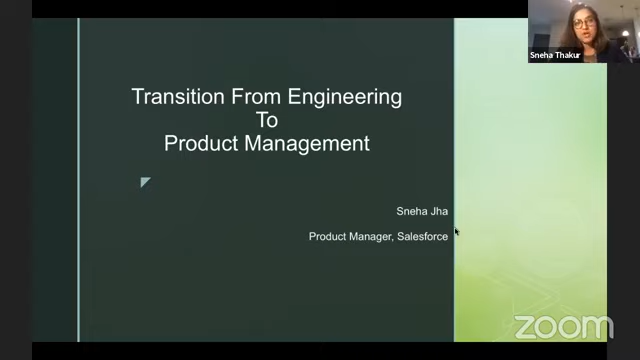 Sneha Thakur
Transition From Engineering
To
Product Management
Sneha Jha
Product Manager, Salesforce
zoom